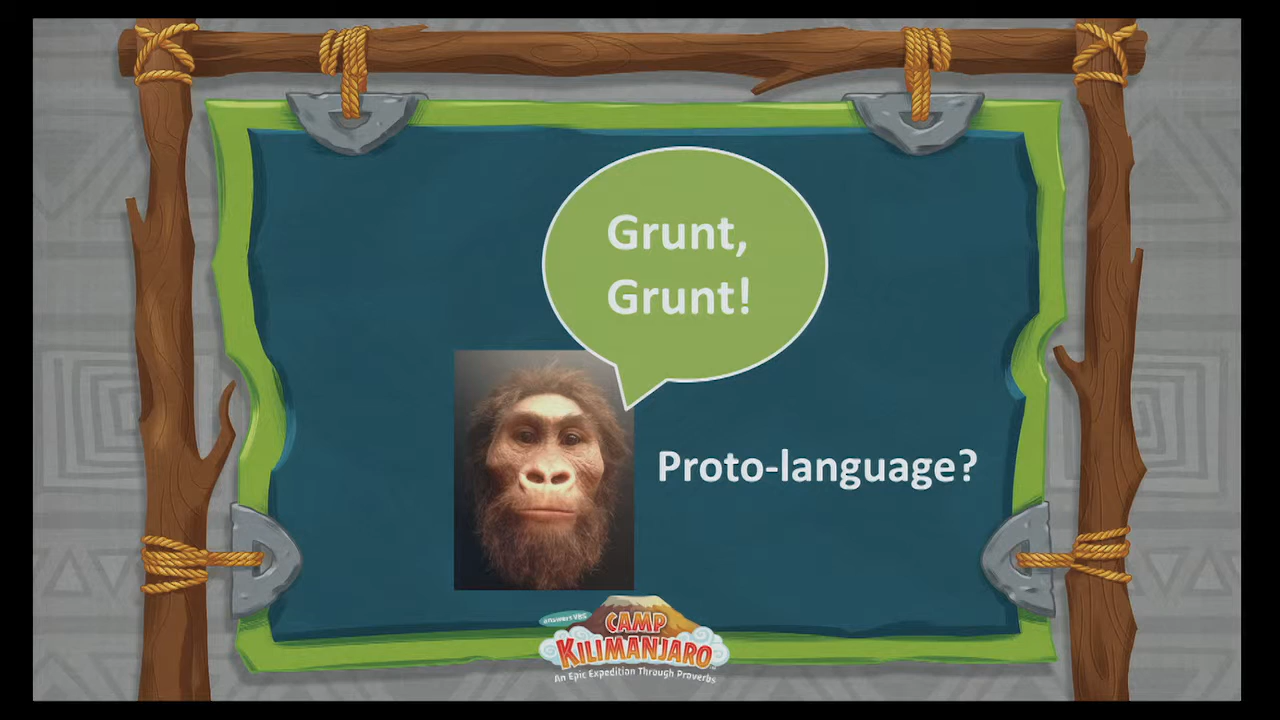 Grunt,
Grunt!
Proto-language?
answers VBS
CAMP
KILIMANJARO
An Epic Expedition Through Proverbs